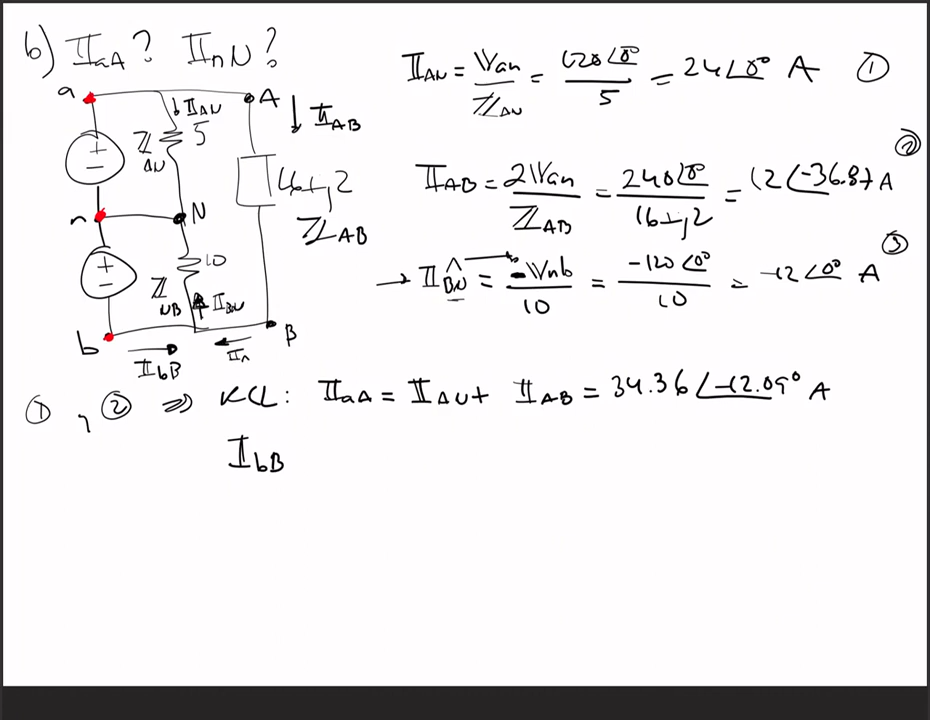 b) I_aA? I_nN?
I_AN = V_an / Z_AN = 120∠0° / 5 = 24∠0° A ①
I_AB = 2V_an / Z_AB = 240∠0° / 16+j12 = 12∠-36.87 A ②
→ I_BN = -V_nb / 10 = -120∠0° / 10 = -12∠0° A ③
a
A
I_AN
I_AB
Z_AN
5
+
-
16+j12
Z_AB
n
N
10
+
-
Z_NB
I_BN
b
B
I_bB
①, ② ⇒ KCL: I_aA = I_AN + I_AB = 34.36∠-12.09° A
I_bB